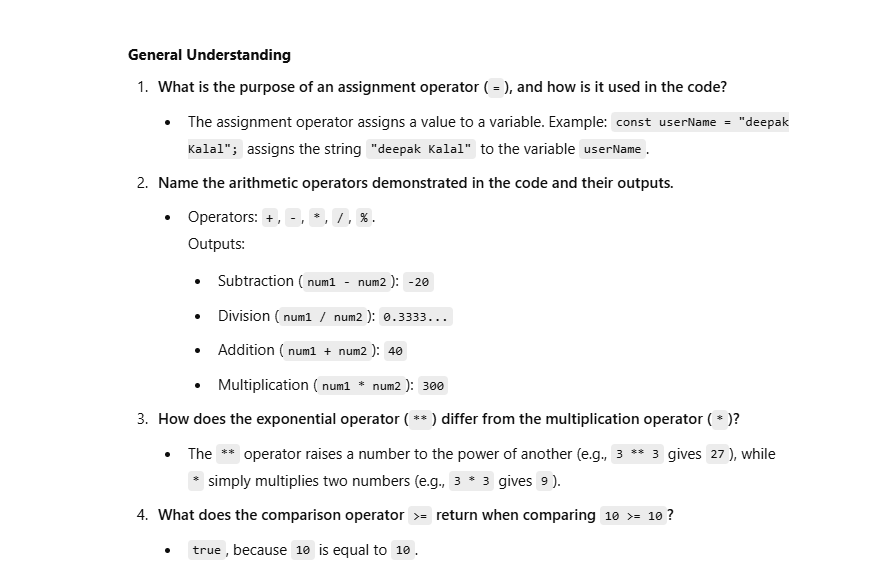 General Understanding
1. What is the purpose of an assignment operator ( = ), and how is it used in the code?
• The assignment operator assigns a value to a variable. Example: const userName = "deepak
Kalal"; assigns the string "deepak Kalal" to the variable userName .
2. Name the arithmetic operators demonstrated in the code and their outputs.
• Operators: + , - , * , / , % .
Outputs:
• Subtraction ( num1 - num2 ): -20
• Division ( num1 / num2 ): 0.3333...
• Addition ( num1 + num2 ): 40
• Multiplication ( num1 * num2 ): 300
3. How does the exponential operator ( ** ) differ from the multiplication operator ( * )?
• The ** operator raises a number to the power of another (e.g., 3 ** 3 gives 27 ), while
* simply multiplies two numbers (e.g., 3 * 3 gives 9 ).
4. What does the comparison operator >= return when comparing 10 >= 10 ?
• true , because 10 is equal to 10 .